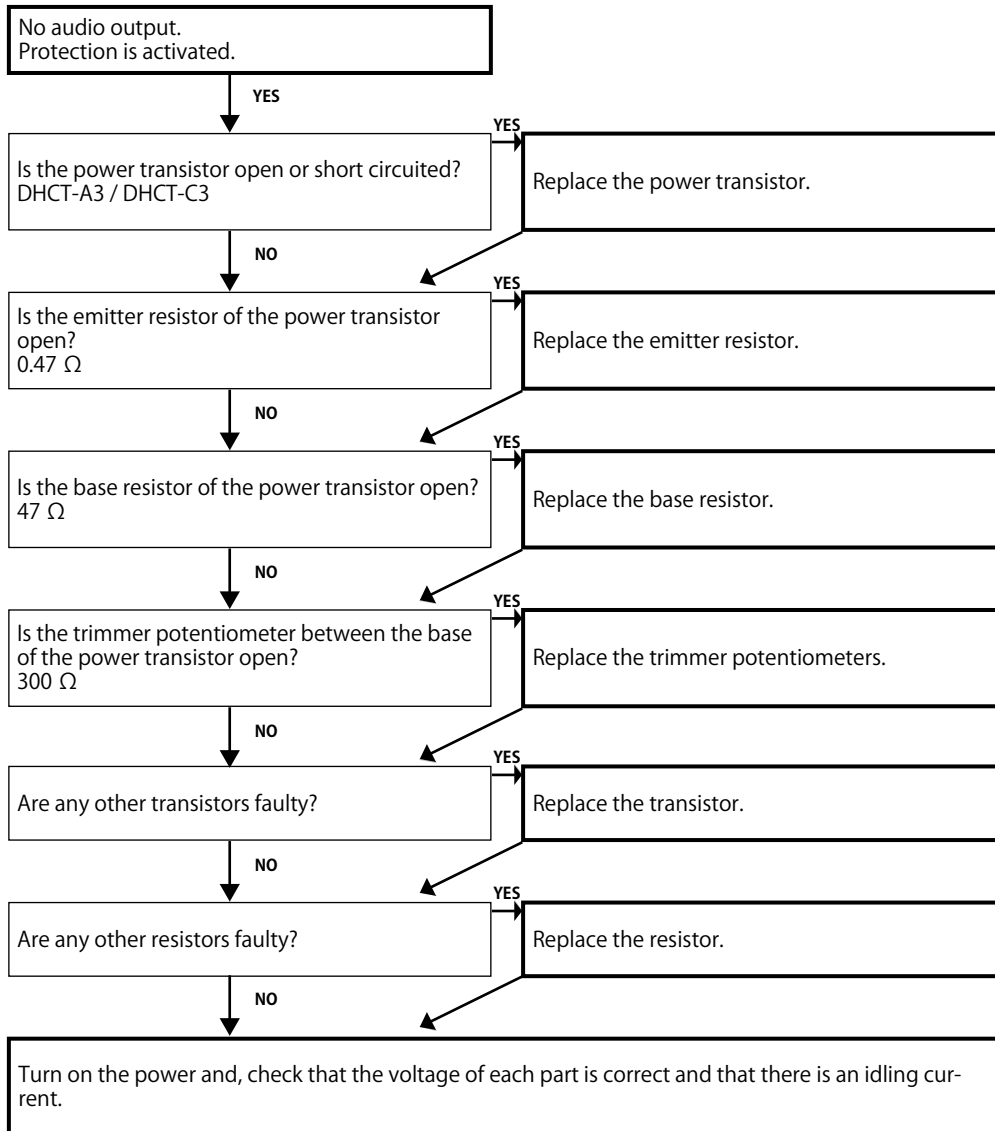 No audio output.
Protection is activated.
YES
Is the power transistor open or short circuited?
DHCT-A3 / DHCT-C3
YES
Replace the power transistor.
NO
Is the emitter resistor of the power transistor
open?
0.47 Ω
YES
Replace the emitter resistor.
NO
Is the base resistor of the power transistor open?
47 Ω
YES
Replace the base resistor.
NO
Is the trimmer potentiometer between the base
of the power transistor open?
300 Ω
YES
Replace the trimmer potentiometers.
NO
Are any other transistors faulty?
YES
Replace the transistor.
NO
Are any other resistors faulty?
YES
Replace the resistor.
NO
Turn on the power and, check that the voltage of each part is correct and that there is an idling cur-
rent.